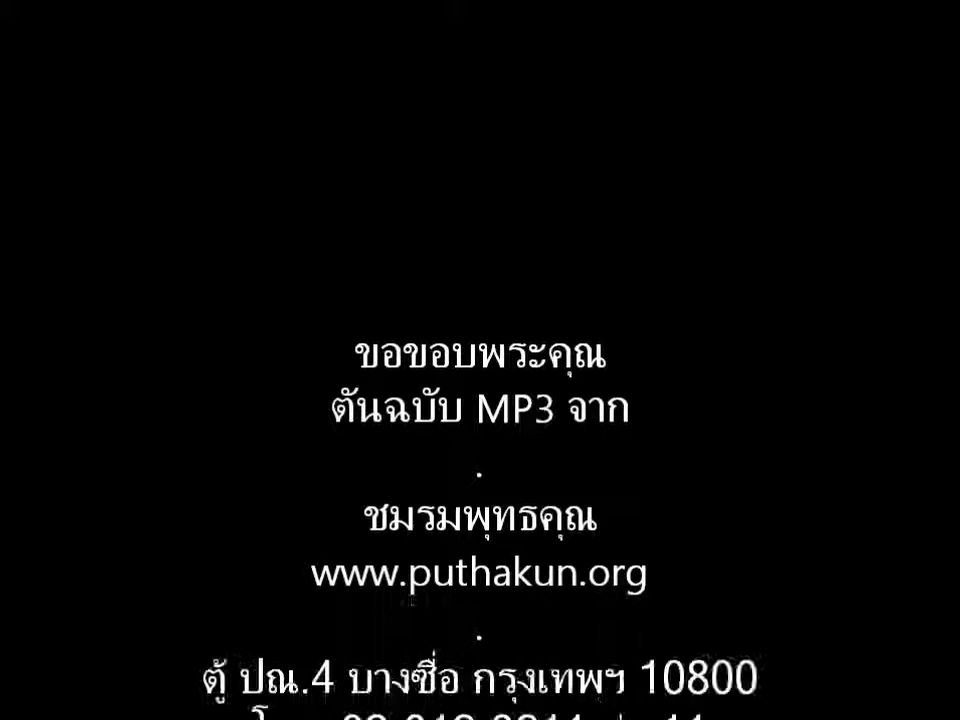 ขอขอบพระคุณ
ต้นฉบับ MP3 จาก
.
ชมรมพุทธคุณ
www.puthakun.org
.
ตู้ ปณ.4 บางซื่อ กรุงเทพฯ 10800